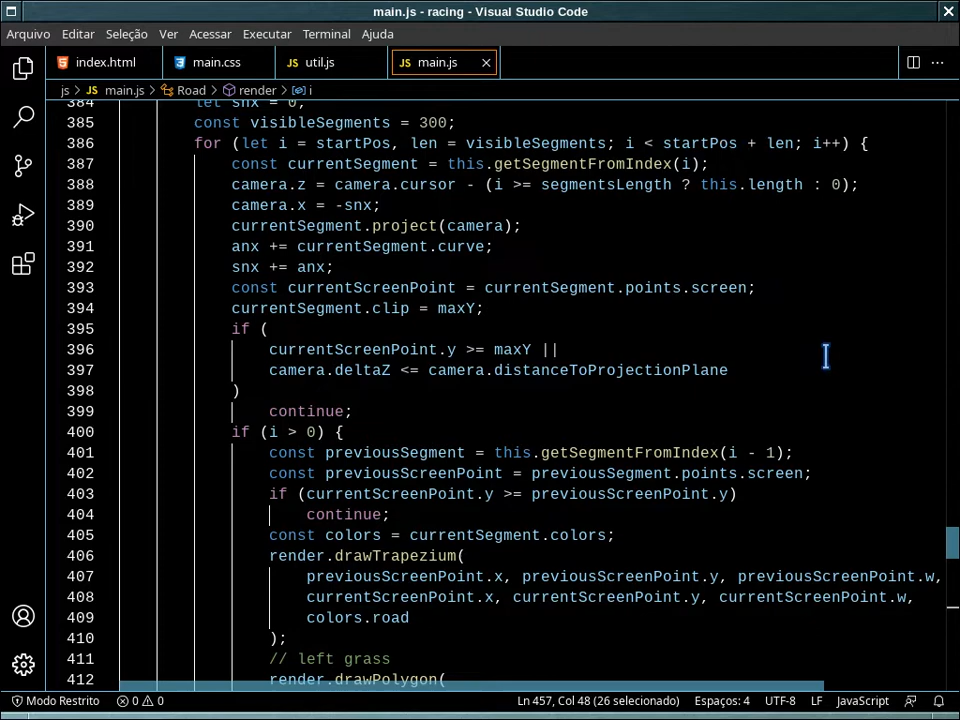 main.js - racing - Visual Studio Code
Arquivo Editar Seleção Ver Acessar Executar Terminal Ajuda
index.html main.css JS util.js JS main.js
js > JS main.js > Road > render > i
384 let snx = 0;
385 const visibleSegments = 300;
386 for (let i = startPos, len = visibleSegments; i < startPos + len; i++) {
387 const currentSegment = this.getSegmentFromIndex(i);
388 camera.z = camera.cursor - (i >= segmentsLength ? this.length : 0);
389 camera.x = -snx;
390 currentSegment.project(camera);
391 anx += currentSegment.curve;
392 snx += anx;
393 const currentScreenPoint = currentSegment.points.screen;
394 currentSegment.clip = maxY;
395 if (
396 currentScreenPoint.y >= maxY ||
397 camera.deltaZ <= camera.distanceToProjectionPlane
398 )
399 continue;
400 if (i > 0) {
401 const previousSegment = this.getSegmentFromIndex(i - 1);
402 const previousScreenPoint = previousSegment.points.screen;
403 if (currentScreenPoint.y >= previousScreenPoint.y)
404 continue;
405 const colors = currentSegment.colors;
406 render.drawTrapezium(
407 previousScreenPoint.x, previousScreenPoint.y, previousScreenPoint.w,
408 currentScreenPoint.x, currentScreenPoint.y, currentScreenPoint.w,
409 colors.road
410 );
411 // left grass
412 render.drawPolygon(
Modo Restrito 0 0 Ln 457, Col 48 (26 selecionado) Espaços: 4 UTF-8 LF JavaScript